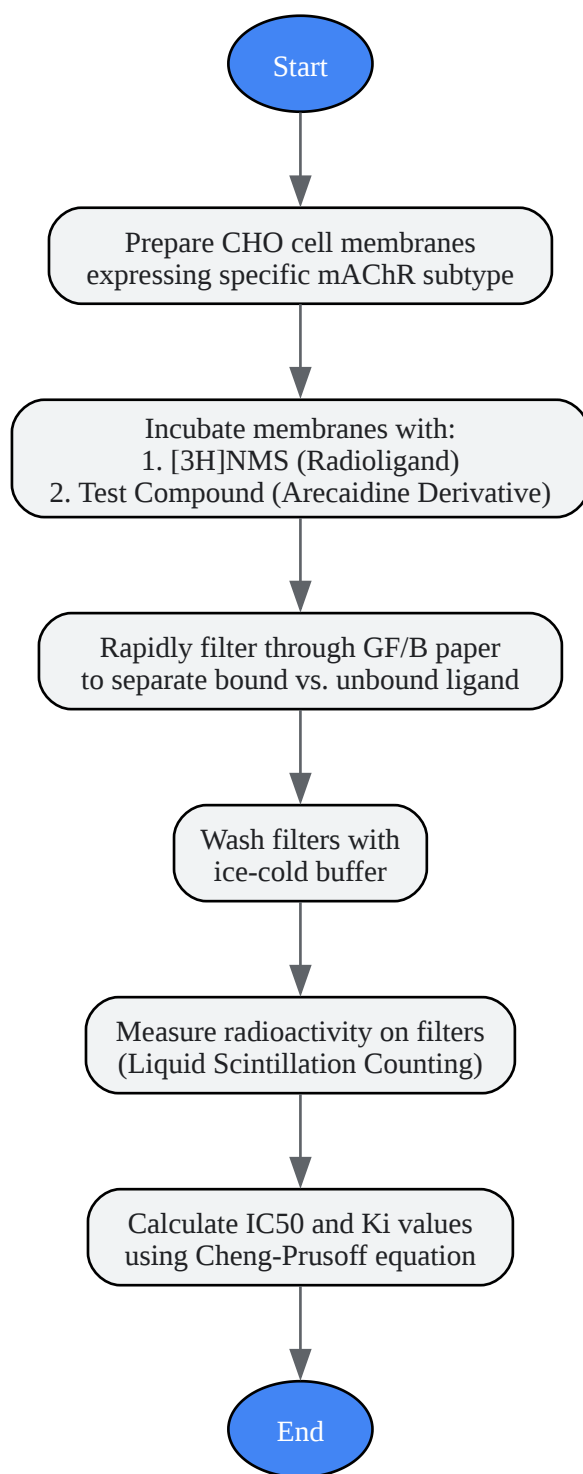 Start
Prepare CHO cell membranes
expressing specific mAChR subtype
Incubate membranes with:
1. [3H]NMS (Radioligand)
2. Test Compound (Arecaidine Derivative)
Rapidly filter through GF/B paper
to separate bound vs. unbound ligand
Wash filters with
ice-cold buffer
Measure radioactivity on filters
(Liquid Scintillation Counting)
Calculate IC50 and Ki values
using Cheng-Prusoff equation
End